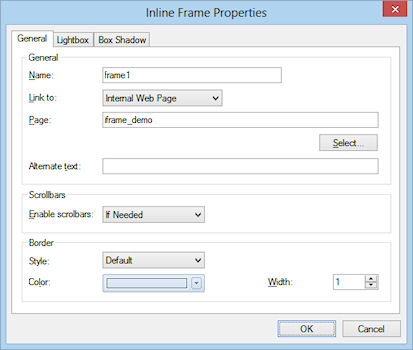 Inline Frame Properties
General Lightbox Box Shadow
General
Name: frame1
Link to: Internal Web Page
Page: iframe_demo
Select...
Alternate text:
Scrollbars
Enable scrolbars: If Needed
Border
Style: Default
Color: Width: 1
OK Cancel